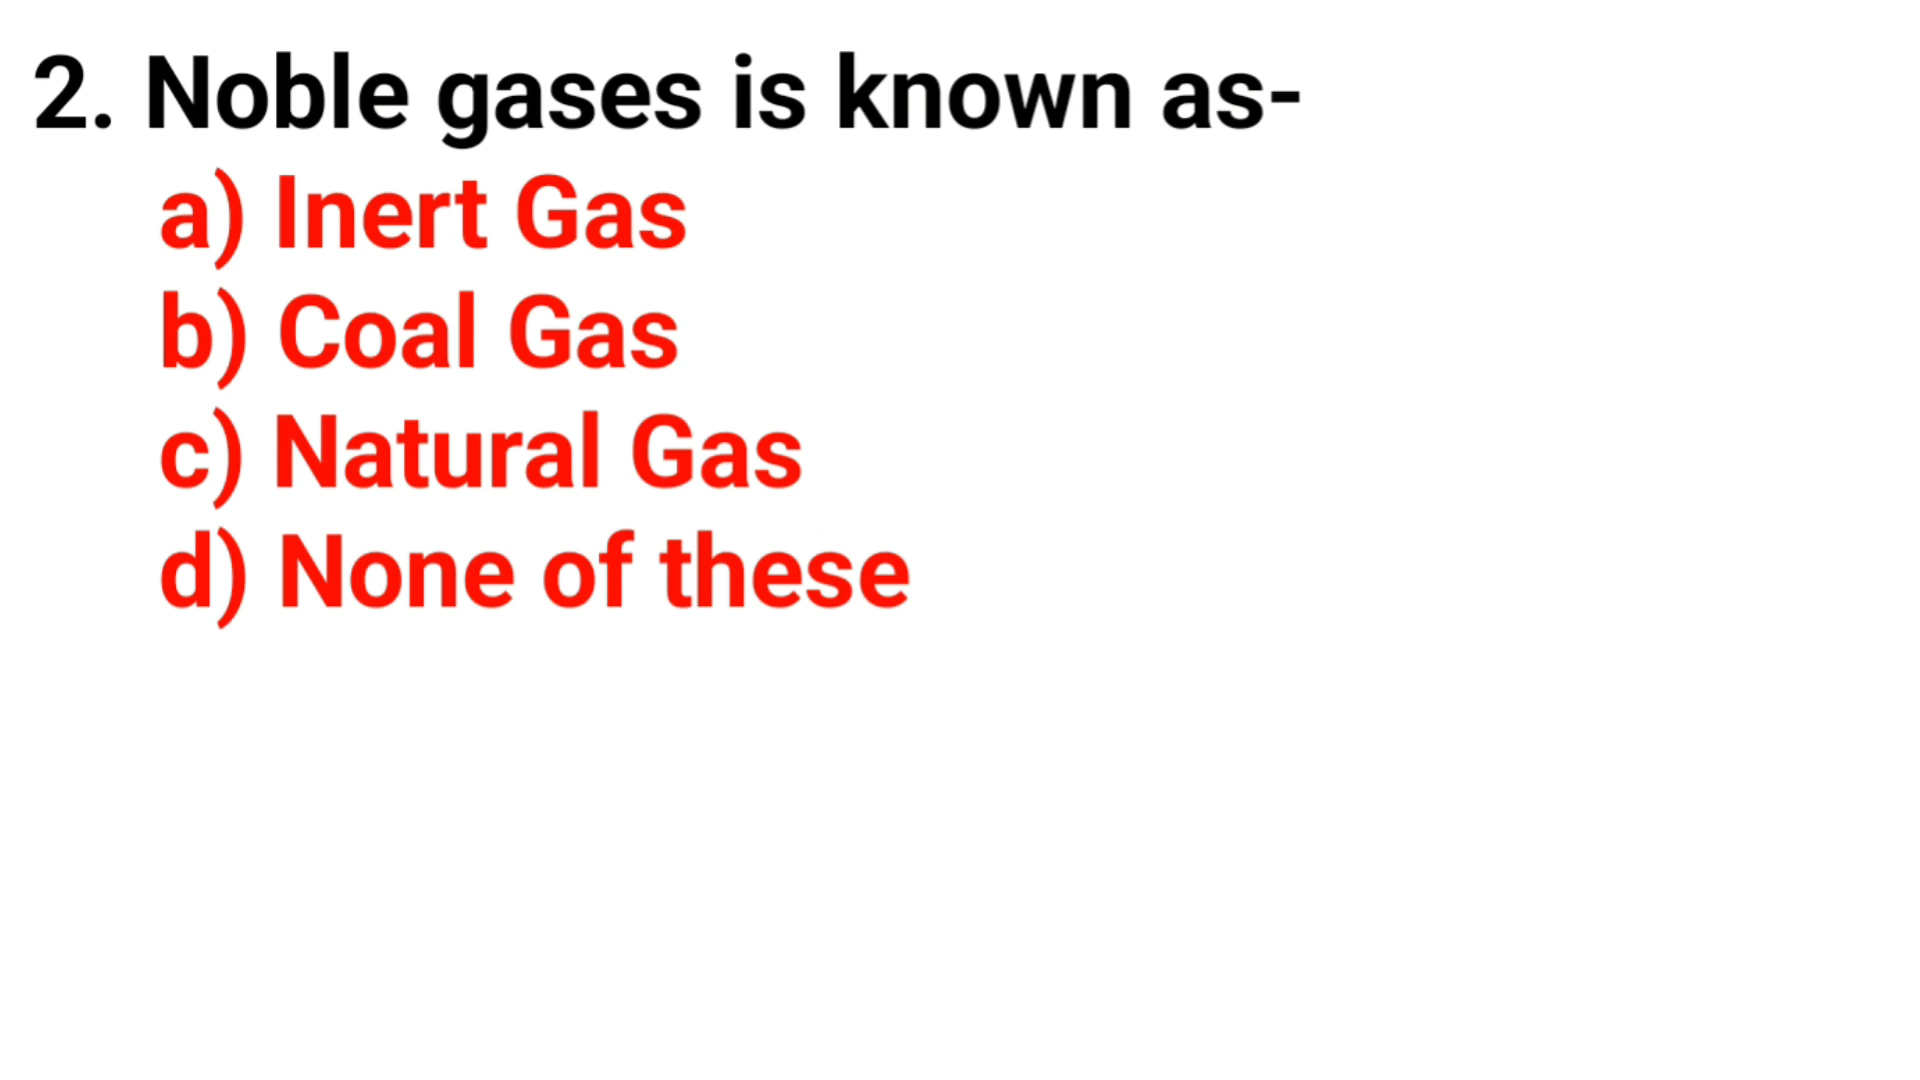 2. Noble gases is known as-
a) Inert Gas
b) Coal Gas
c) Natural Gas
d) None of these